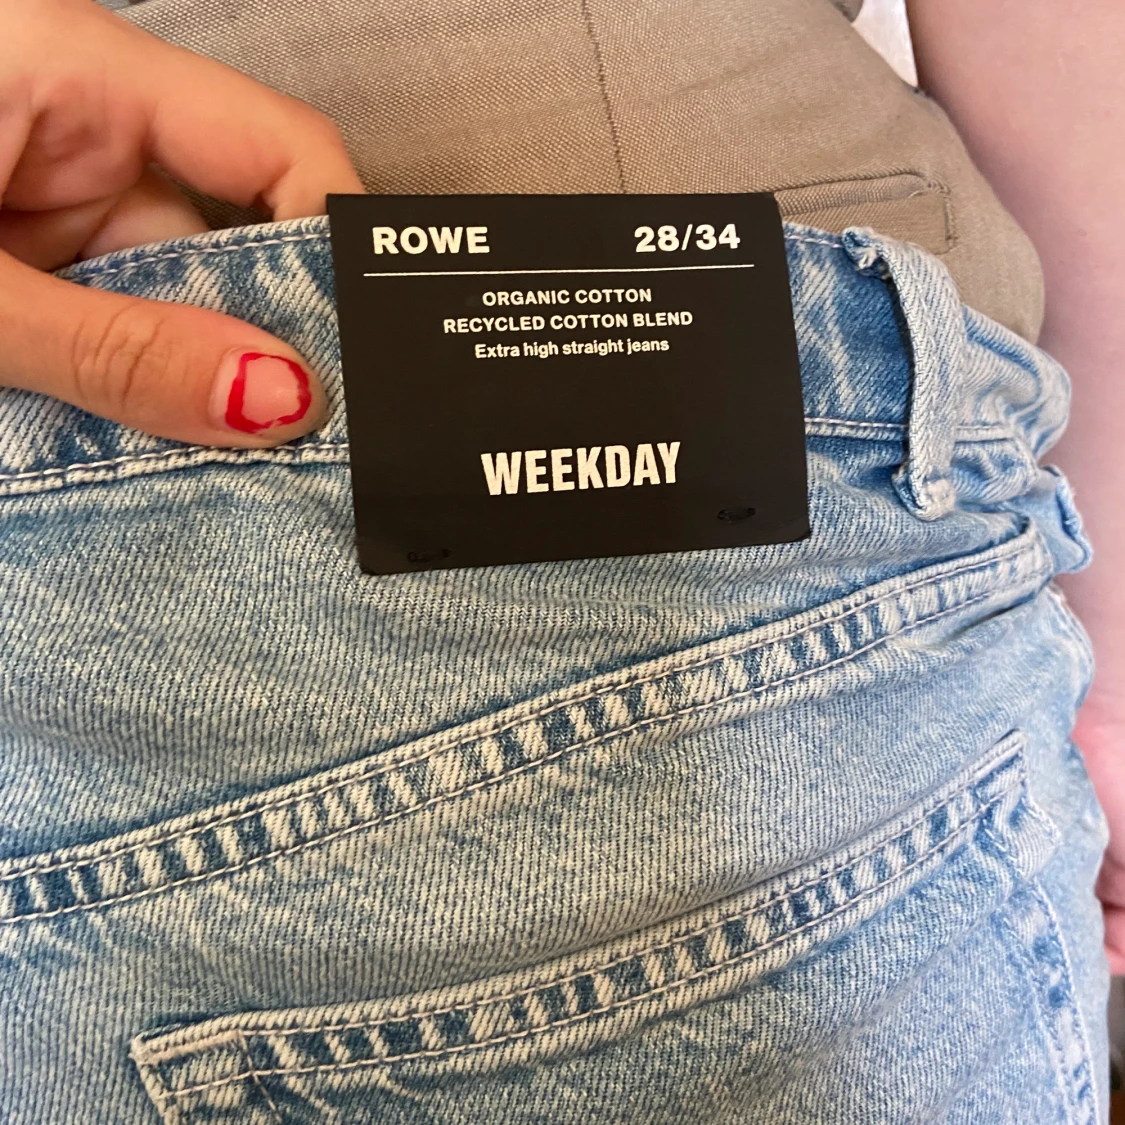 ROWE 28/34
ORGANIC COTTON
RECYCLED COTTON BLEND
Extra high straight jeans
WEEKDAY